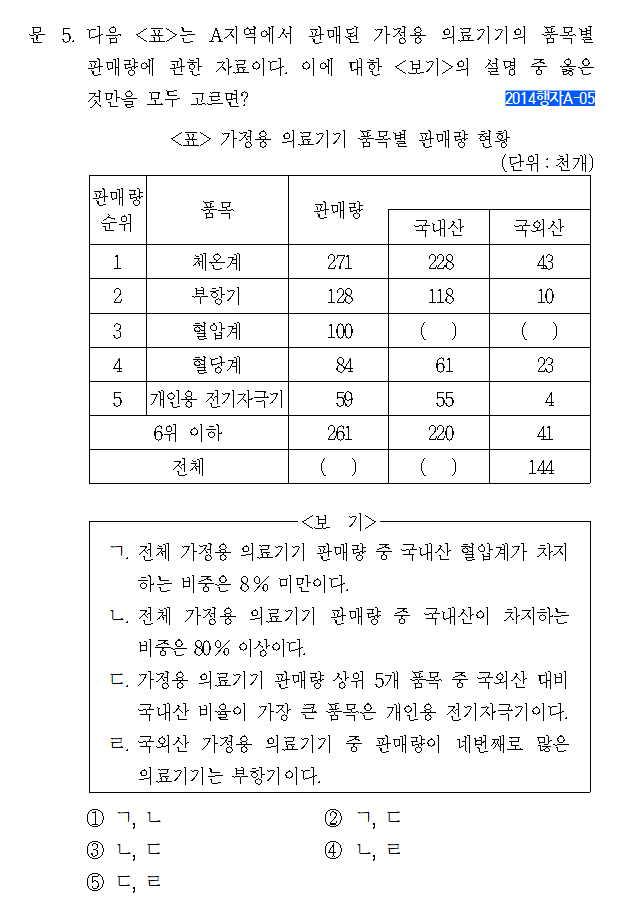 문 5. 다음 <표>는 A지역에서 판매된 가정용 의료기기의 품목별
판매량에 관한 자료이다. 이에 대한 <보기>의 설명 중 옳은
것만을 모두 고르면?
2014행자A-05
<표> 가정용 의료기기 품목별 판매량 현황
(단위 : 천개)
판매량 순위 품목 판매량 국내산 국외산
1 체온계 271 228 43
2 부항기 128 118 10
3 혈압계 100 ( ) ( )
4 혈당계 84 61 23
5 개인용 전기자극기 59 55 4
6위 이하 261 220 41
전체 ( ) ( ) 144
<보 기>
ㄱ. 전체 가정용 의료기기 판매량 중 국내산 혈압계가 차지
하는 비중은 8% 미만이다.
ㄴ. 전체 가정용 의료기기 판매량 중 국내산이 차지하는
비중은 80% 이상이다.
ㄷ. 가정용 의료기기 판매량 상위 5개 품목 중 국외산 대비
국내산 비율이 가장 큰 품목은 개인용 전기자극기이다.
ㄹ. 국외산 가정용 의료기기 중 판매량이 네번째로 많은
의료기기는 부항기이다.
① ㄱ, ㄴ ② ㄱ, ㄷ
③ ㄴ, ㄷ ④ ㄴ, ㄹ
⑤ ㄷ, ㄹ